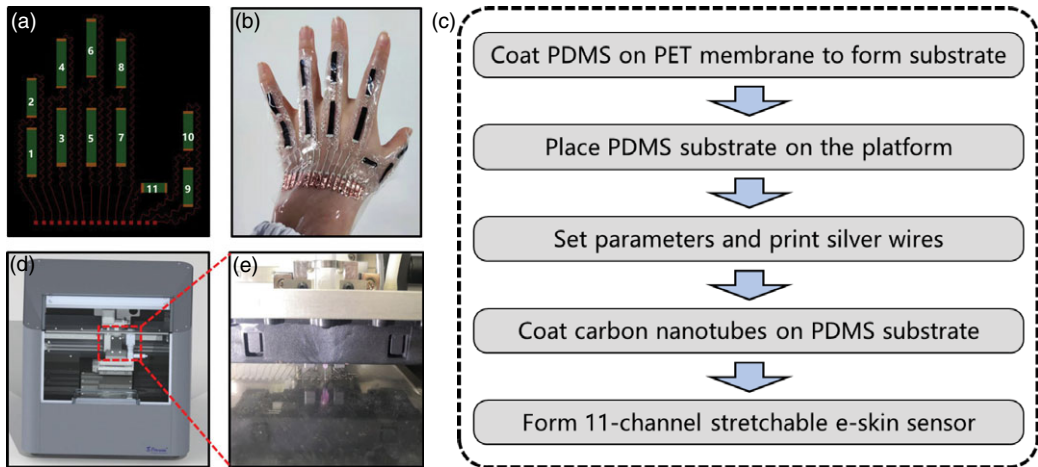 (a)
6
4
8
2
10
3
5
7
1
9
11
(b)
(c)
Coat PDMS on PET membrane to form substrate
Place PDMS substrate on the platform
Set parameters and print silver wires
Coat carbon nanotubes on PDMS substrate
Form 11-channel stretchable e-skin sensor
(d)
(e)